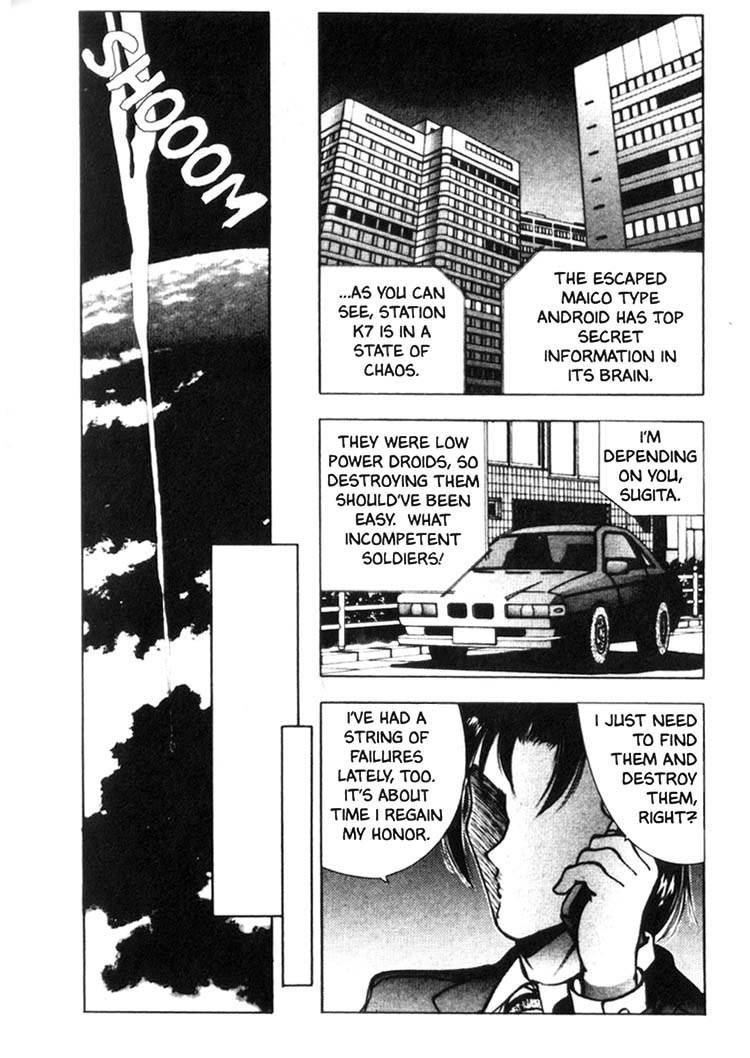 THE ESCAPED
MAICO TYPE
ANDROID HAS TOP
SECRET
INFORMATION IN
ITS BRAIN.
...AS YOU CAN
SEE, STATION
K7 IS IN A
STATE OF
CHAOS.
I'M
DEPENDING
ON YOU,
SUGITA.
THEY WERE LOW
POWER DROIDS, SO
DESTROYING THEM
SHOULD'VE BEEN
EASY. WHAT
INCOMPETENT
SOLDIERS!
I JUST NEED
TO FIND
THEM AND
DESTROY
THEM,
RIGHT?
I'VE HAD A
STRING OF
FAILURES
LATELY, TOO.
IT'S ABOUT
TIME I REGAIN
MY HONOR.
SHOOOM